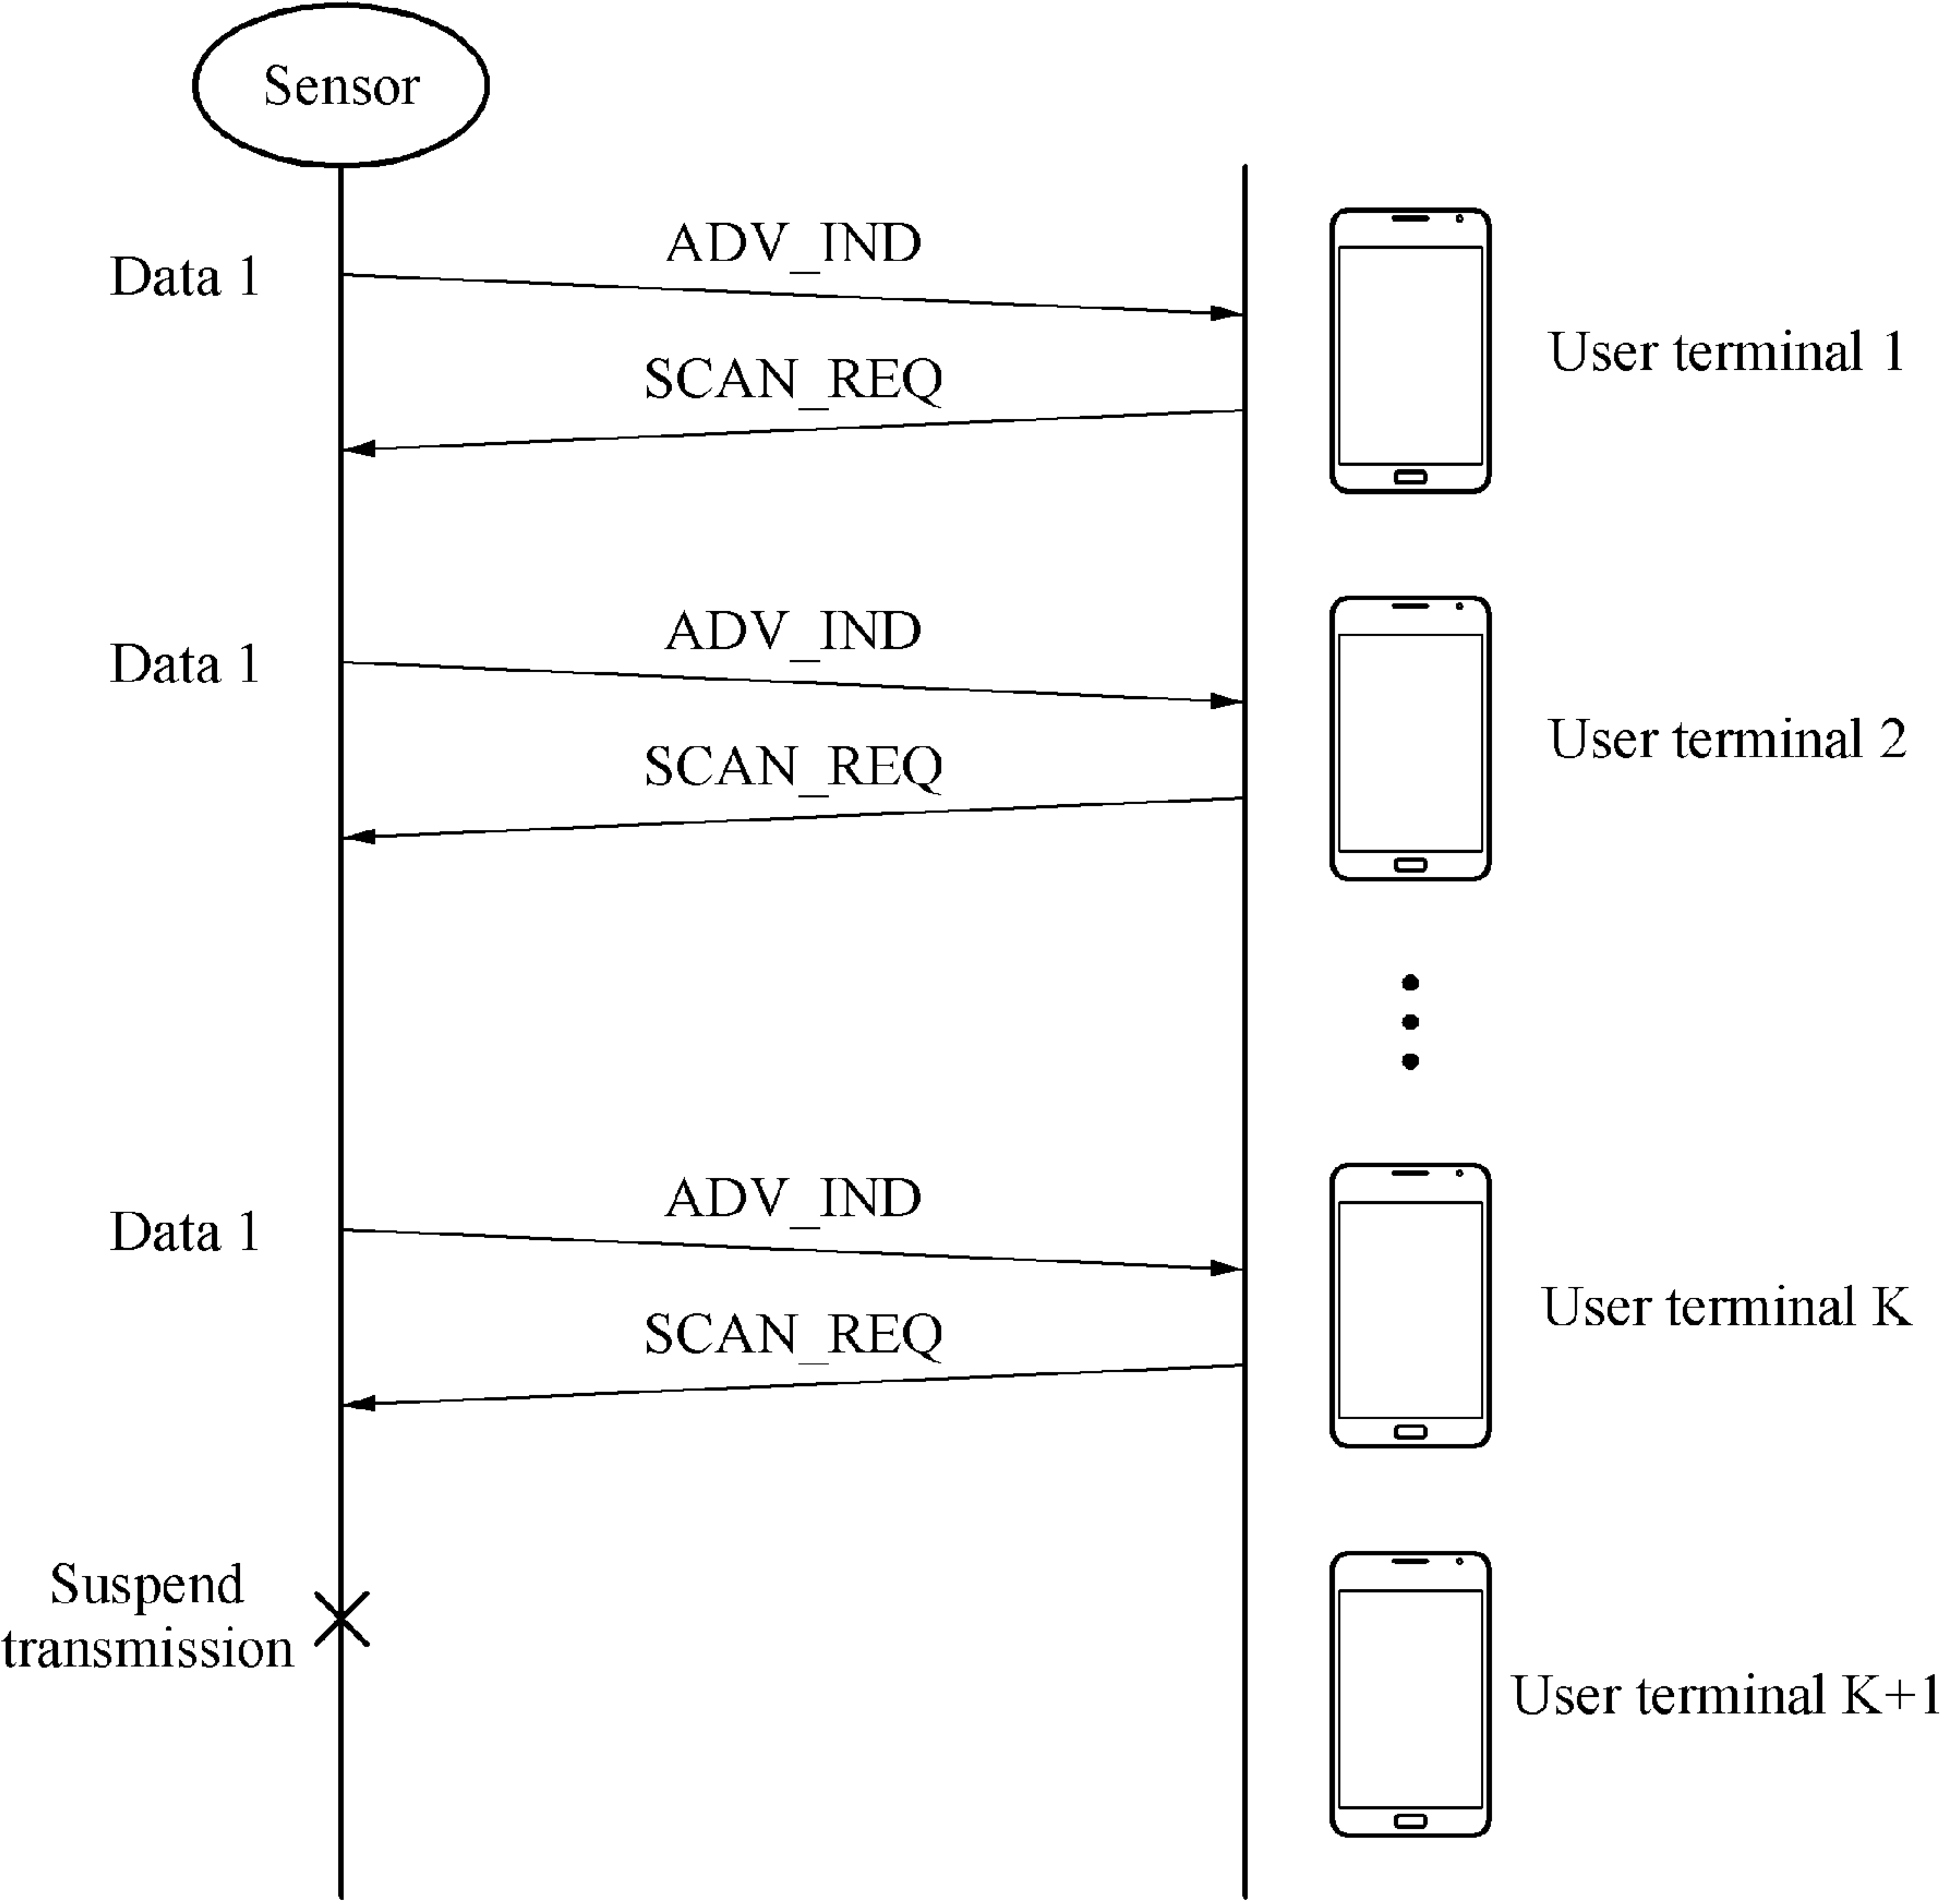 Sensor
ADV_IND
Data 1
SCAN_REQ
User terminal 1
ADV_IND
Data 1
SCAN_REQ
User terminal 2
ADV_IND
Data 1
SCAN_REQ
User terminal K
Suspend
transmission
User terminal K+1